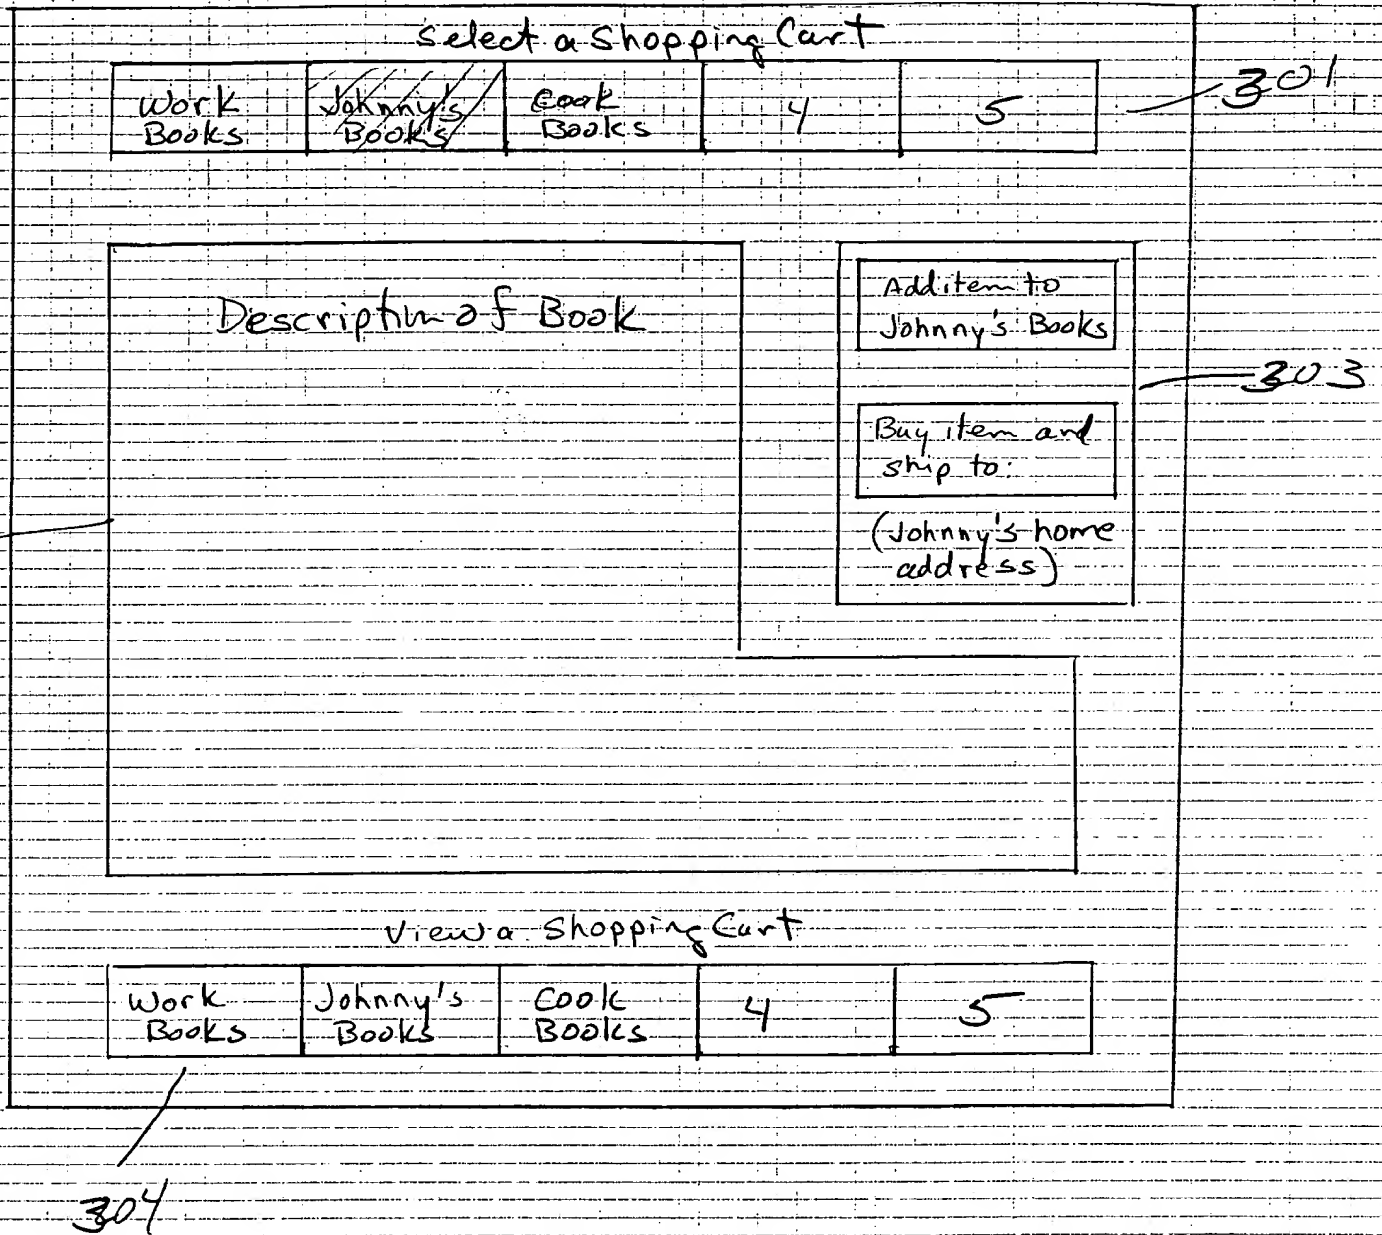 Select a Shopping Cart
Work
Books
Johnny's
Books
Cook
Books
4
5
301
Description of Book
Add item to
Johnny's Books
303
Buy item and
ship to:
(Johnny's home
address)
View a Shopping Cart
Work
Books
Johnny's
Books
Cook
Books
4
5
304